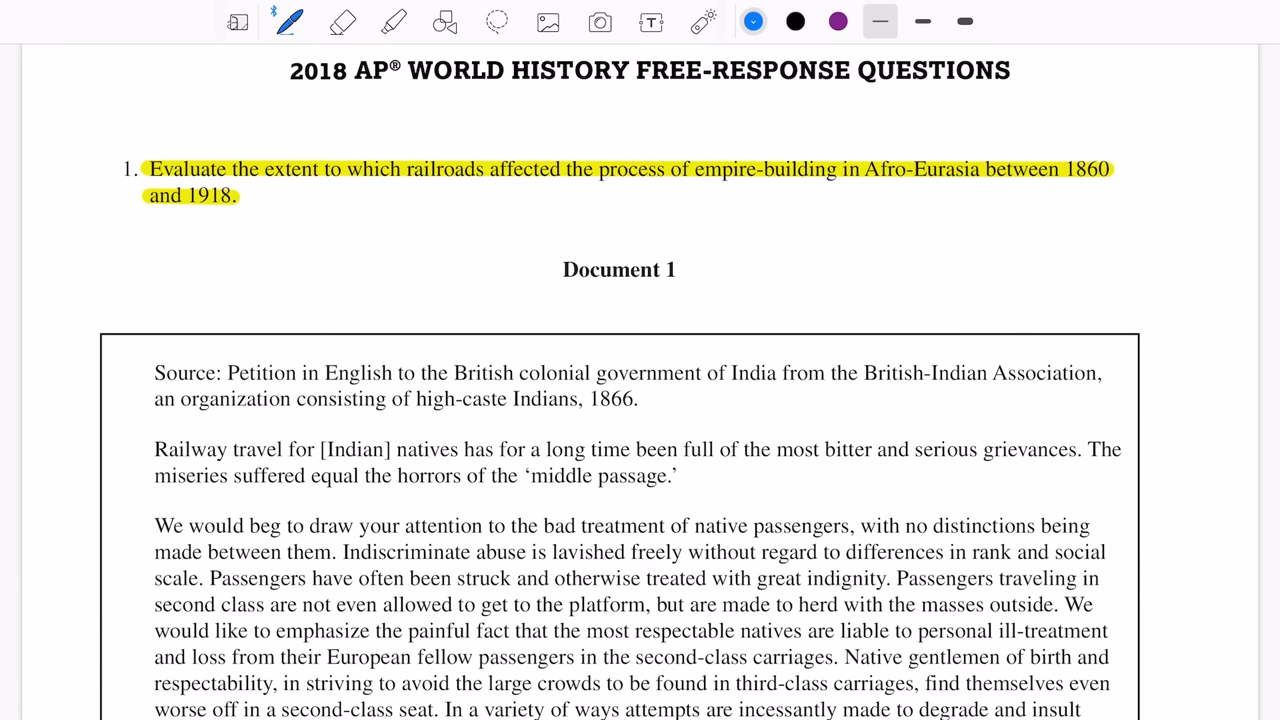 2018 AP® WORLD HISTORY FREE-RESPONSE QUESTIONS
1. Evaluate the extent to which railroads affected the process of empire-building in Afro-Eurasia between 1860
and 1918.
Document 1
Source: Petition in English to the British colonial government of India from the British-Indian Association,
an organization consisting of high-caste Indians, 1866.
Railway travel for [Indian] natives has for a long time been full of the most bitter and serious grievances. The
miseries suffered equal the horrors of the ‘middle passage.’
We would beg to draw your attention to the bad treatment of native passengers, with no distinctions being
made between them. Indiscriminate abuse is lavished freely without regard to differences in rank and social
scale. Passengers have often been struck and otherwise treated with great indignity. Passengers traveling in
second class are not even allowed to get to the platform, but are made to herd with the masses outside. We
would like to emphasize the painful fact that the most respectable natives are liable to personal ill-treatment
and loss from their European fellow passengers in the second-class carriages. Native gentlemen of birth and
respectability, in striving to avoid the large crowds to be found in third-class carriages, find themselves even
worse off in a second-class seat. In a variety of ways attempts are incessantly made to degrade and insult